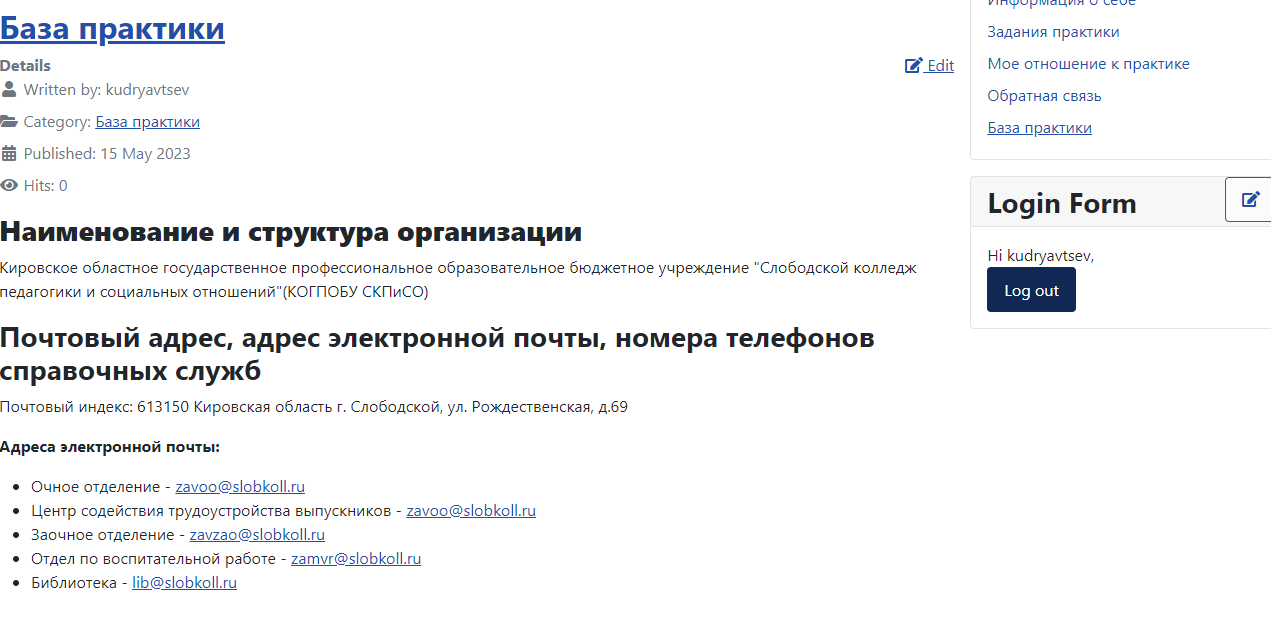 База практики
Details
Edit
Written by: kudryavtsev
Category: База практики
Published: 15 May 2023
Hits: 0
Наименование и структура организации
Кировское областное государственное профессиональное образовательное бюджетное учреждение "Слободской колледж
педагогики и социальных отношений"(КОГПОБУ СКПиСО)
Почтовый адрес, адрес электронной почты, номера телефонов
справочных служб
Почтовый индекс: 613150 Кировская область г. Слободской, ул. Рождественская, д.69
Адреса электронной почты:
Очное отделение - zavoo@slobkoll.ru
Центр содействия трудоустройства выпускников - zavoo@slobkoll.ru
Заочное отделение - zavzao@slobkoll.ru
Отдел по воспитательной работе - zamvr@slobkoll.ru
Библиотека - lib@slobkoll.ru
Информация о себе
Задания практики
Мое отношение к практике
Обратная связь
База практики
Login Form
Hi kudryavtsev,
Log out